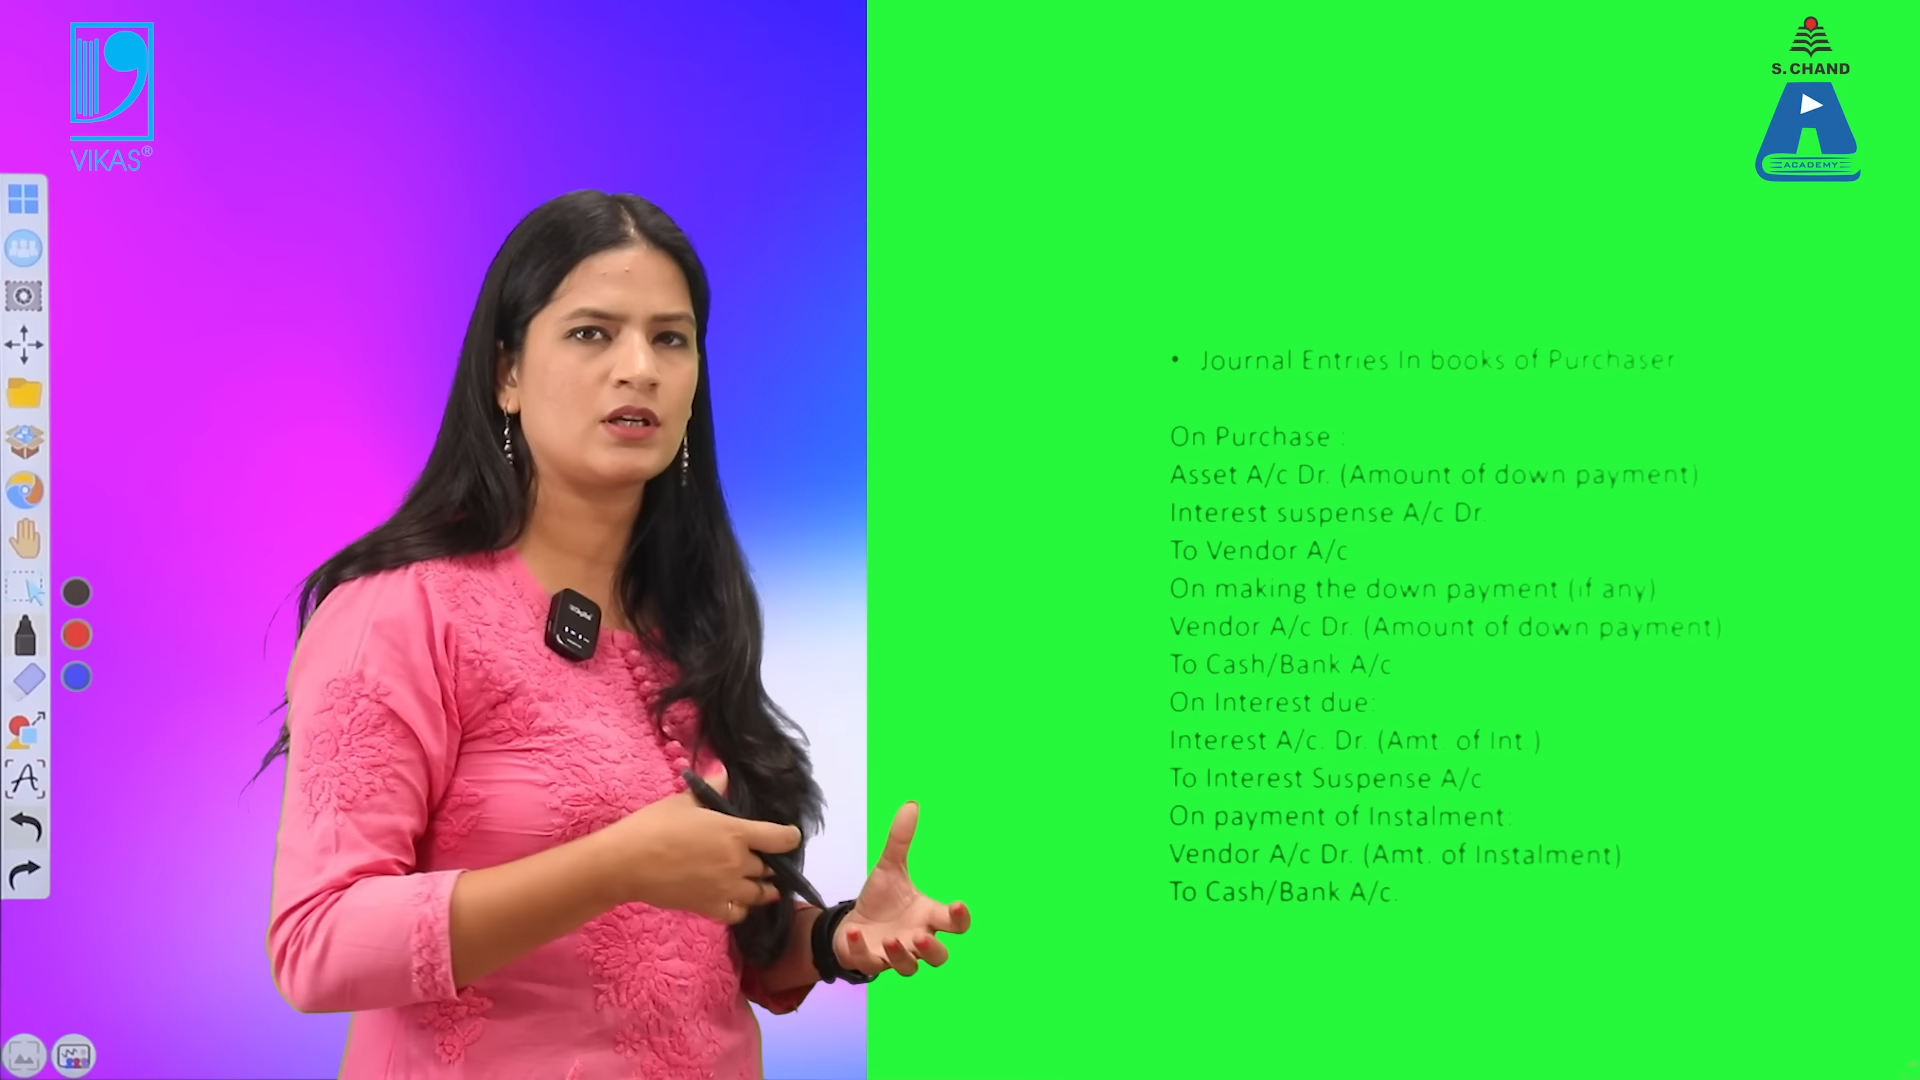 VIKAS®
S. CHAND
ACADEMY
• Journal Entries In books of Purchaser
On Purchase :
Asset A/c Dr. (Amount of down payment)
Interest suspense A/c Dr.
To Vendor A/c
On making the down payment (if any)
Vendor A/c Dr. (Amount of down payment)
To Cash/Bank A/c
On Interest due:
Interest A/c. Dr. (Amt. of Int.)
To Interest Suspense A/c
On payment of Instalment:
Vendor A/c Dr. (Amt. of Instalment)
To Cash/Bank A/c.